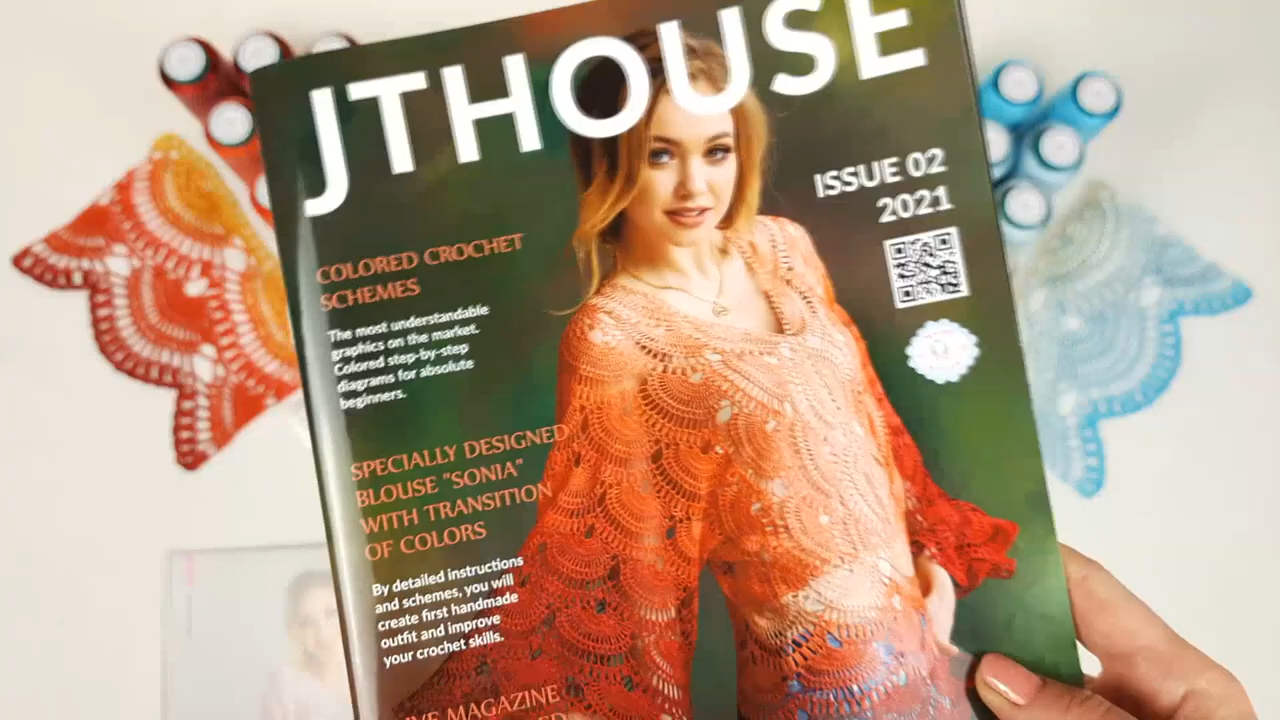 JTHOUSE
ISSUE 02
2021
COLORED CROCHET
SCHEMES
The most understandable
graphics on the market.
Colored step-by-step
diagrams for absolute
beginners.
SPECIALLY DESIGNED
BLOUSE "SONIA"
WITH TRANSITION
OF COLORS
By detailed instructions
and schemes, you will
create first handmade
outfit and improve
your crochet skills.
MAGAZINE